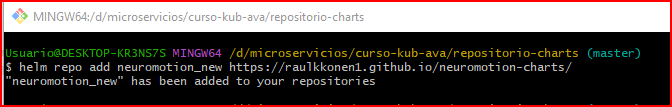 MINGW64:/d/microservicios/curso-kub-ava/repositorio-charts
Usuario@DESKTOP-KR3NS7S MINGW64 /d/microservicios/curso-kub-ava/repositorio-charts (master)
$ helm repo add neuromotion_new https://raulkkonen1.github.io/neuromotion-charts/
"neuromotion_new" has been added to your repositories